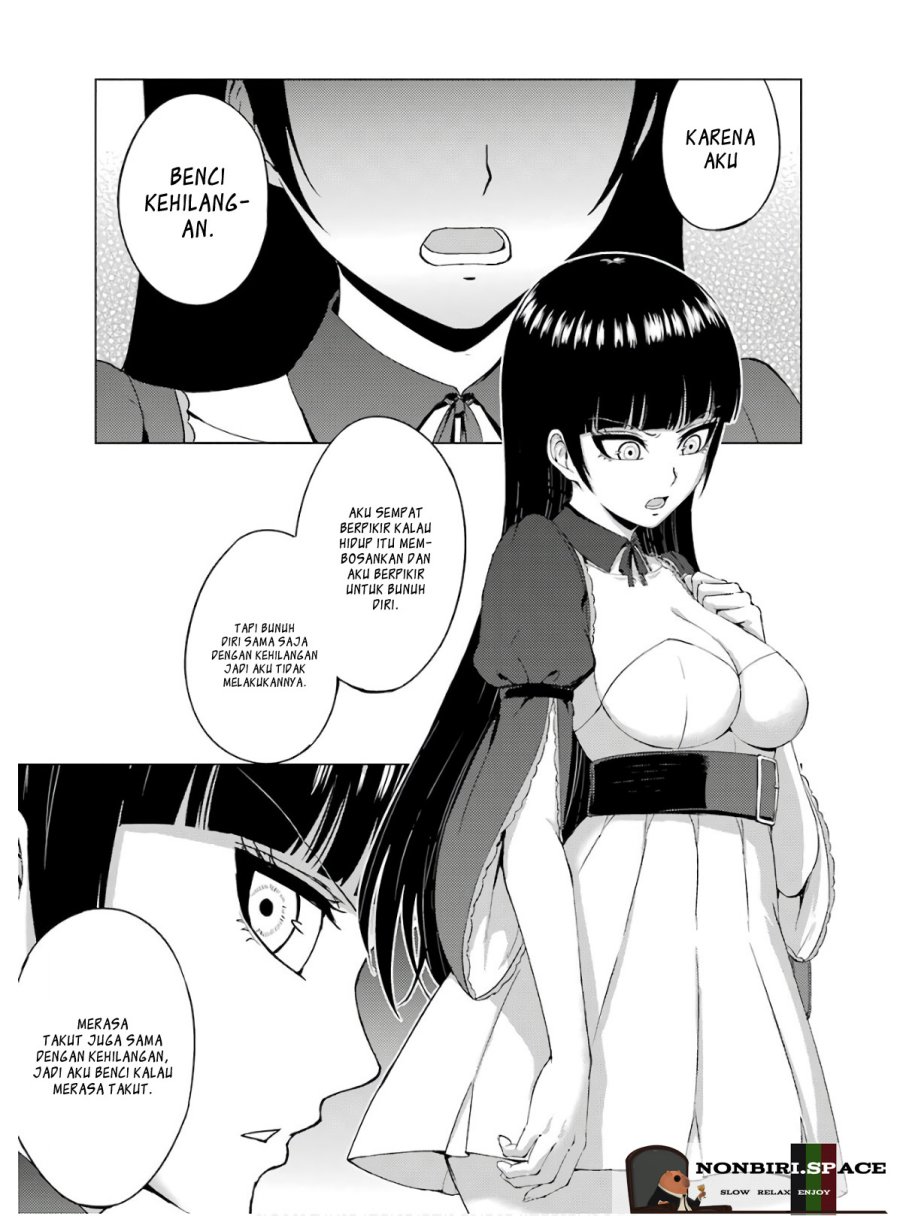 KARENA
AKU
BENCI
KEHILANG-
AN.
AKU SEMPAT
BERPIKIR KALAU
HIDUP ITU MEM-
BOSANKAN DAN
AKU BERPIKIR
UNTUK BUNUH
DIRI.
TAPI BUNUH
DIRI SAMA SAJA
DENGAN KEHILANGAN
JADI AKU TIDAK
MELAKUKANNYA.
MERASA
TAKUT JUGA SAMA
DENGAN KEHILANGAN,
JADI AKU BENCI KALAU
MERASA TAKUT.
NONBIRI.SPACE
SLOW RELAX ENJOY